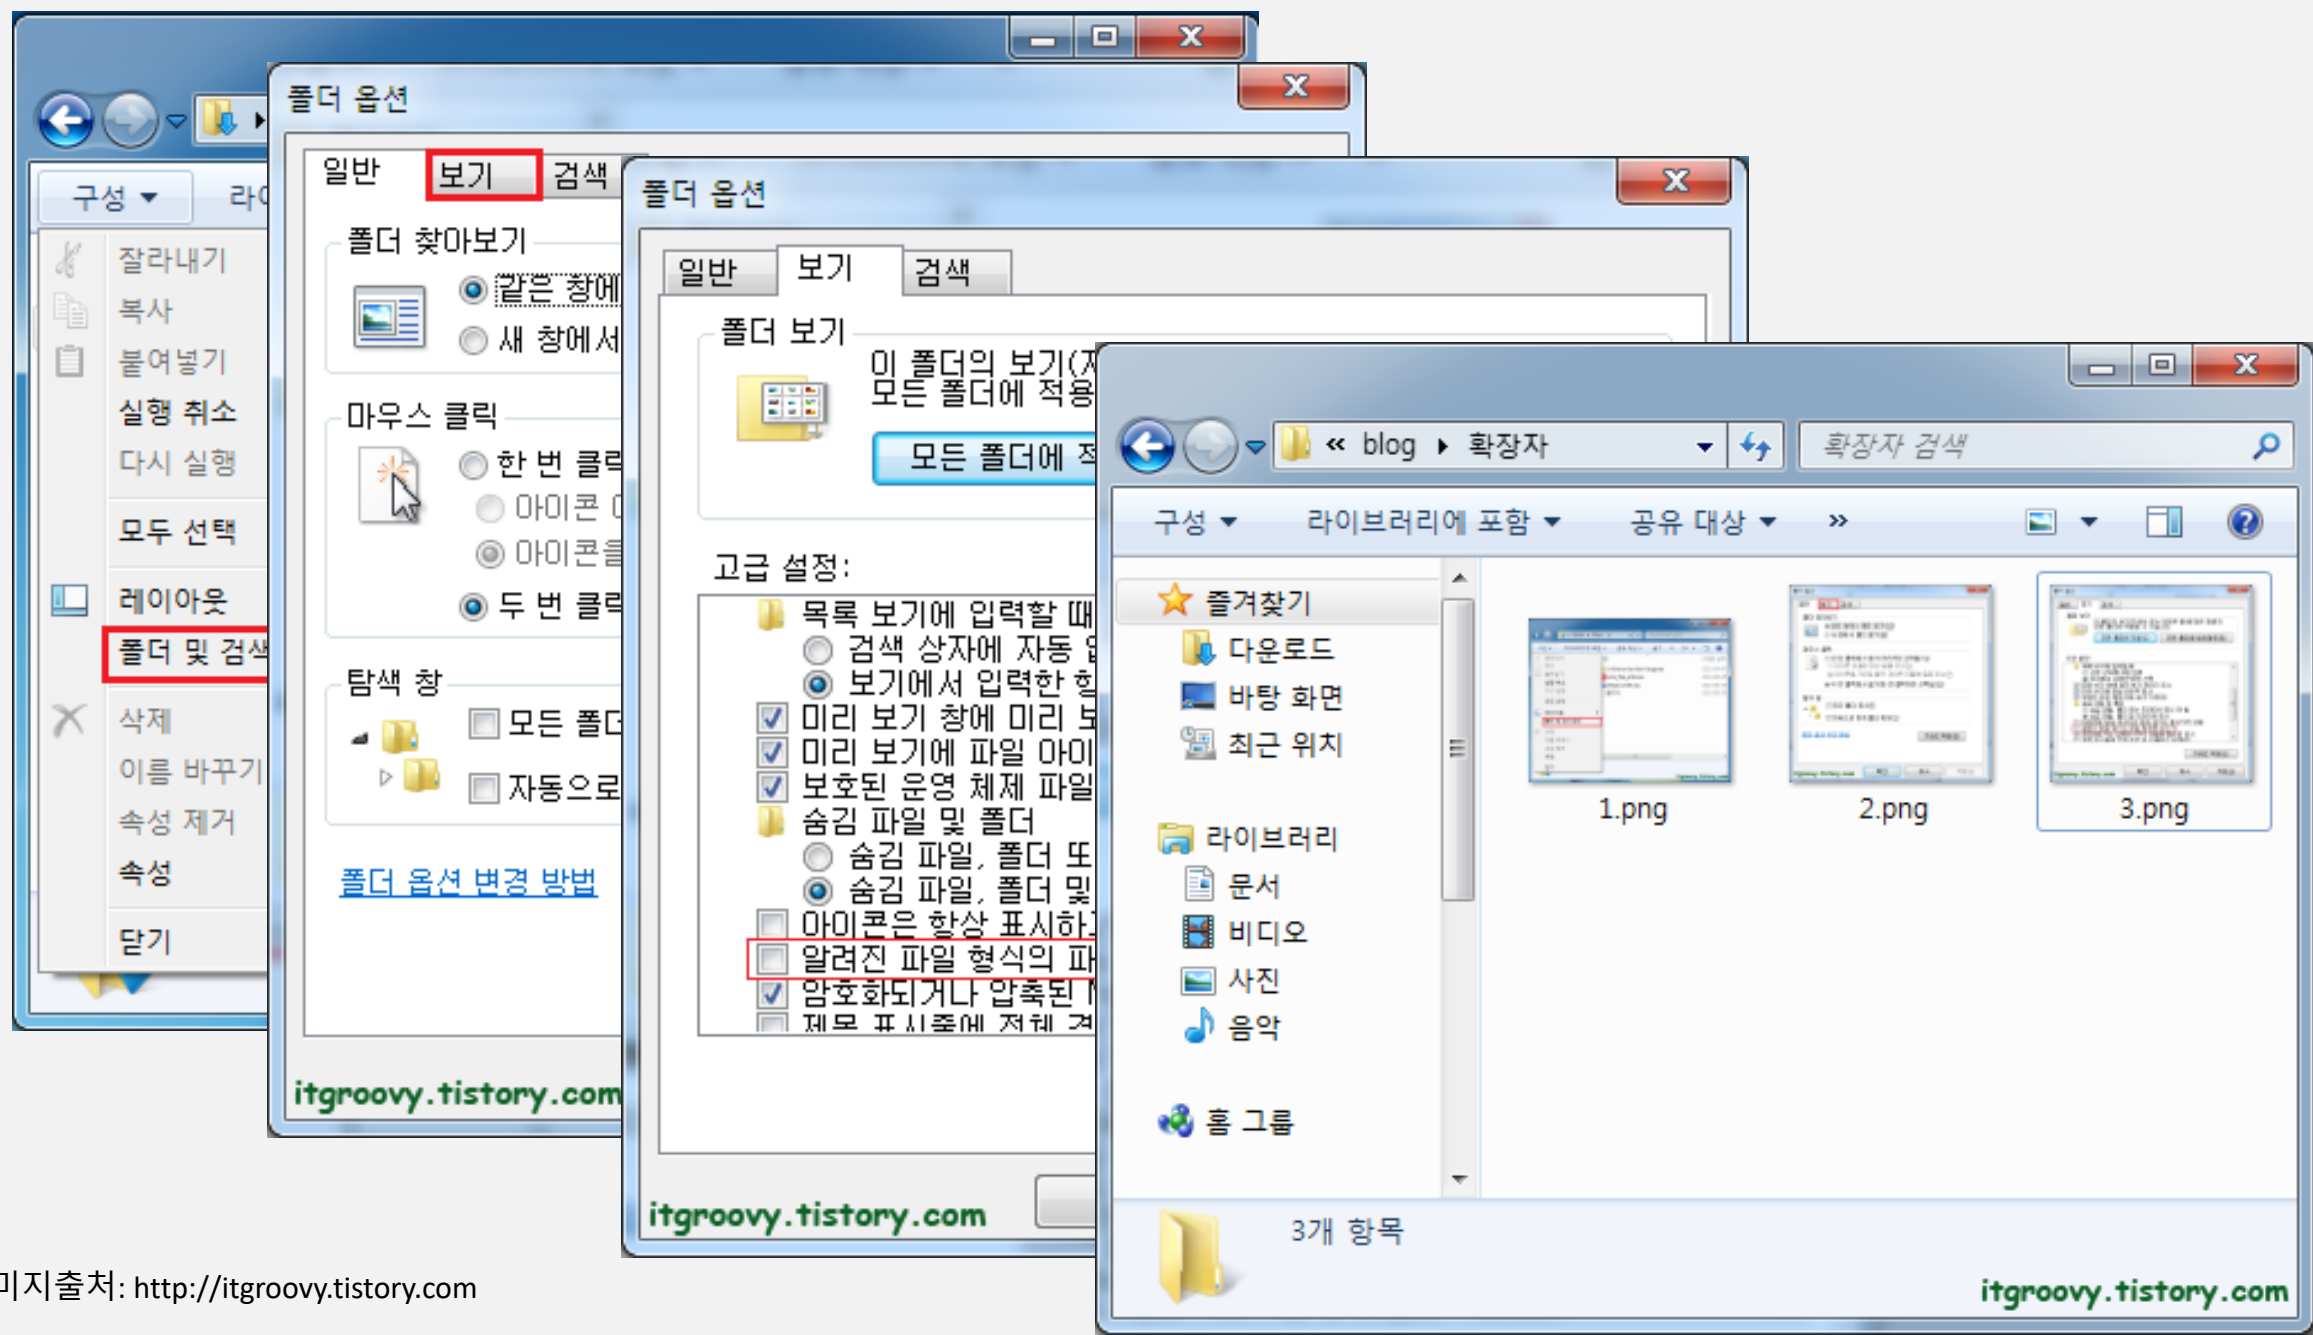 구성
잘라내기
복사
붙여넣기
실행 취소
다시 실행
모두 선택
레이아웃
폴더 및 검색
삭제
이름 바꾸기
속성 제거
속성
닫기
폴더 옵션
일반 보기 검색
폴더 찾아보기
같은 창에
새 창에서
마우스 클릭
한 번 클릭
아이콘
아이콘을
두 번 클릭
탐색 창
모든 폴더
자동으로
폴더 옵션 변경 방법
itgroovy.tistory.com
폴더 옵션
일반 보기 검색
폴더 보기
이 폴더의 보기(
모든 폴더에 적용
모든 폴더에
고급 설정:
목록 보기에 입력할 때
검색 상자에 자동
보기에서 입력한
미리 보기 창에 미리
미리 보기에 파일
보호된 운영 체제 파일
숨김 파일 및 폴더
숨김 파일, 폴더 또
숨김 파일, 폴더 및
아이콘은 항상
알려진 파일 형식의
암호화되거나 압축된
제목 표시줄에 전체
itgroovy.tistory.com
« blog 확장자 확장자 검색
구성 라이브러리에 포함 공유 대상 »
즐겨찾기
다운로드
바탕 화면
최근 위치
라이브러리
문서
비디오
사진
음악
홈 그룹
1.png 2.png 3.png
3개 항목
itgroovy.tistory.com
미지출처: http://itgroovy.tistory.com